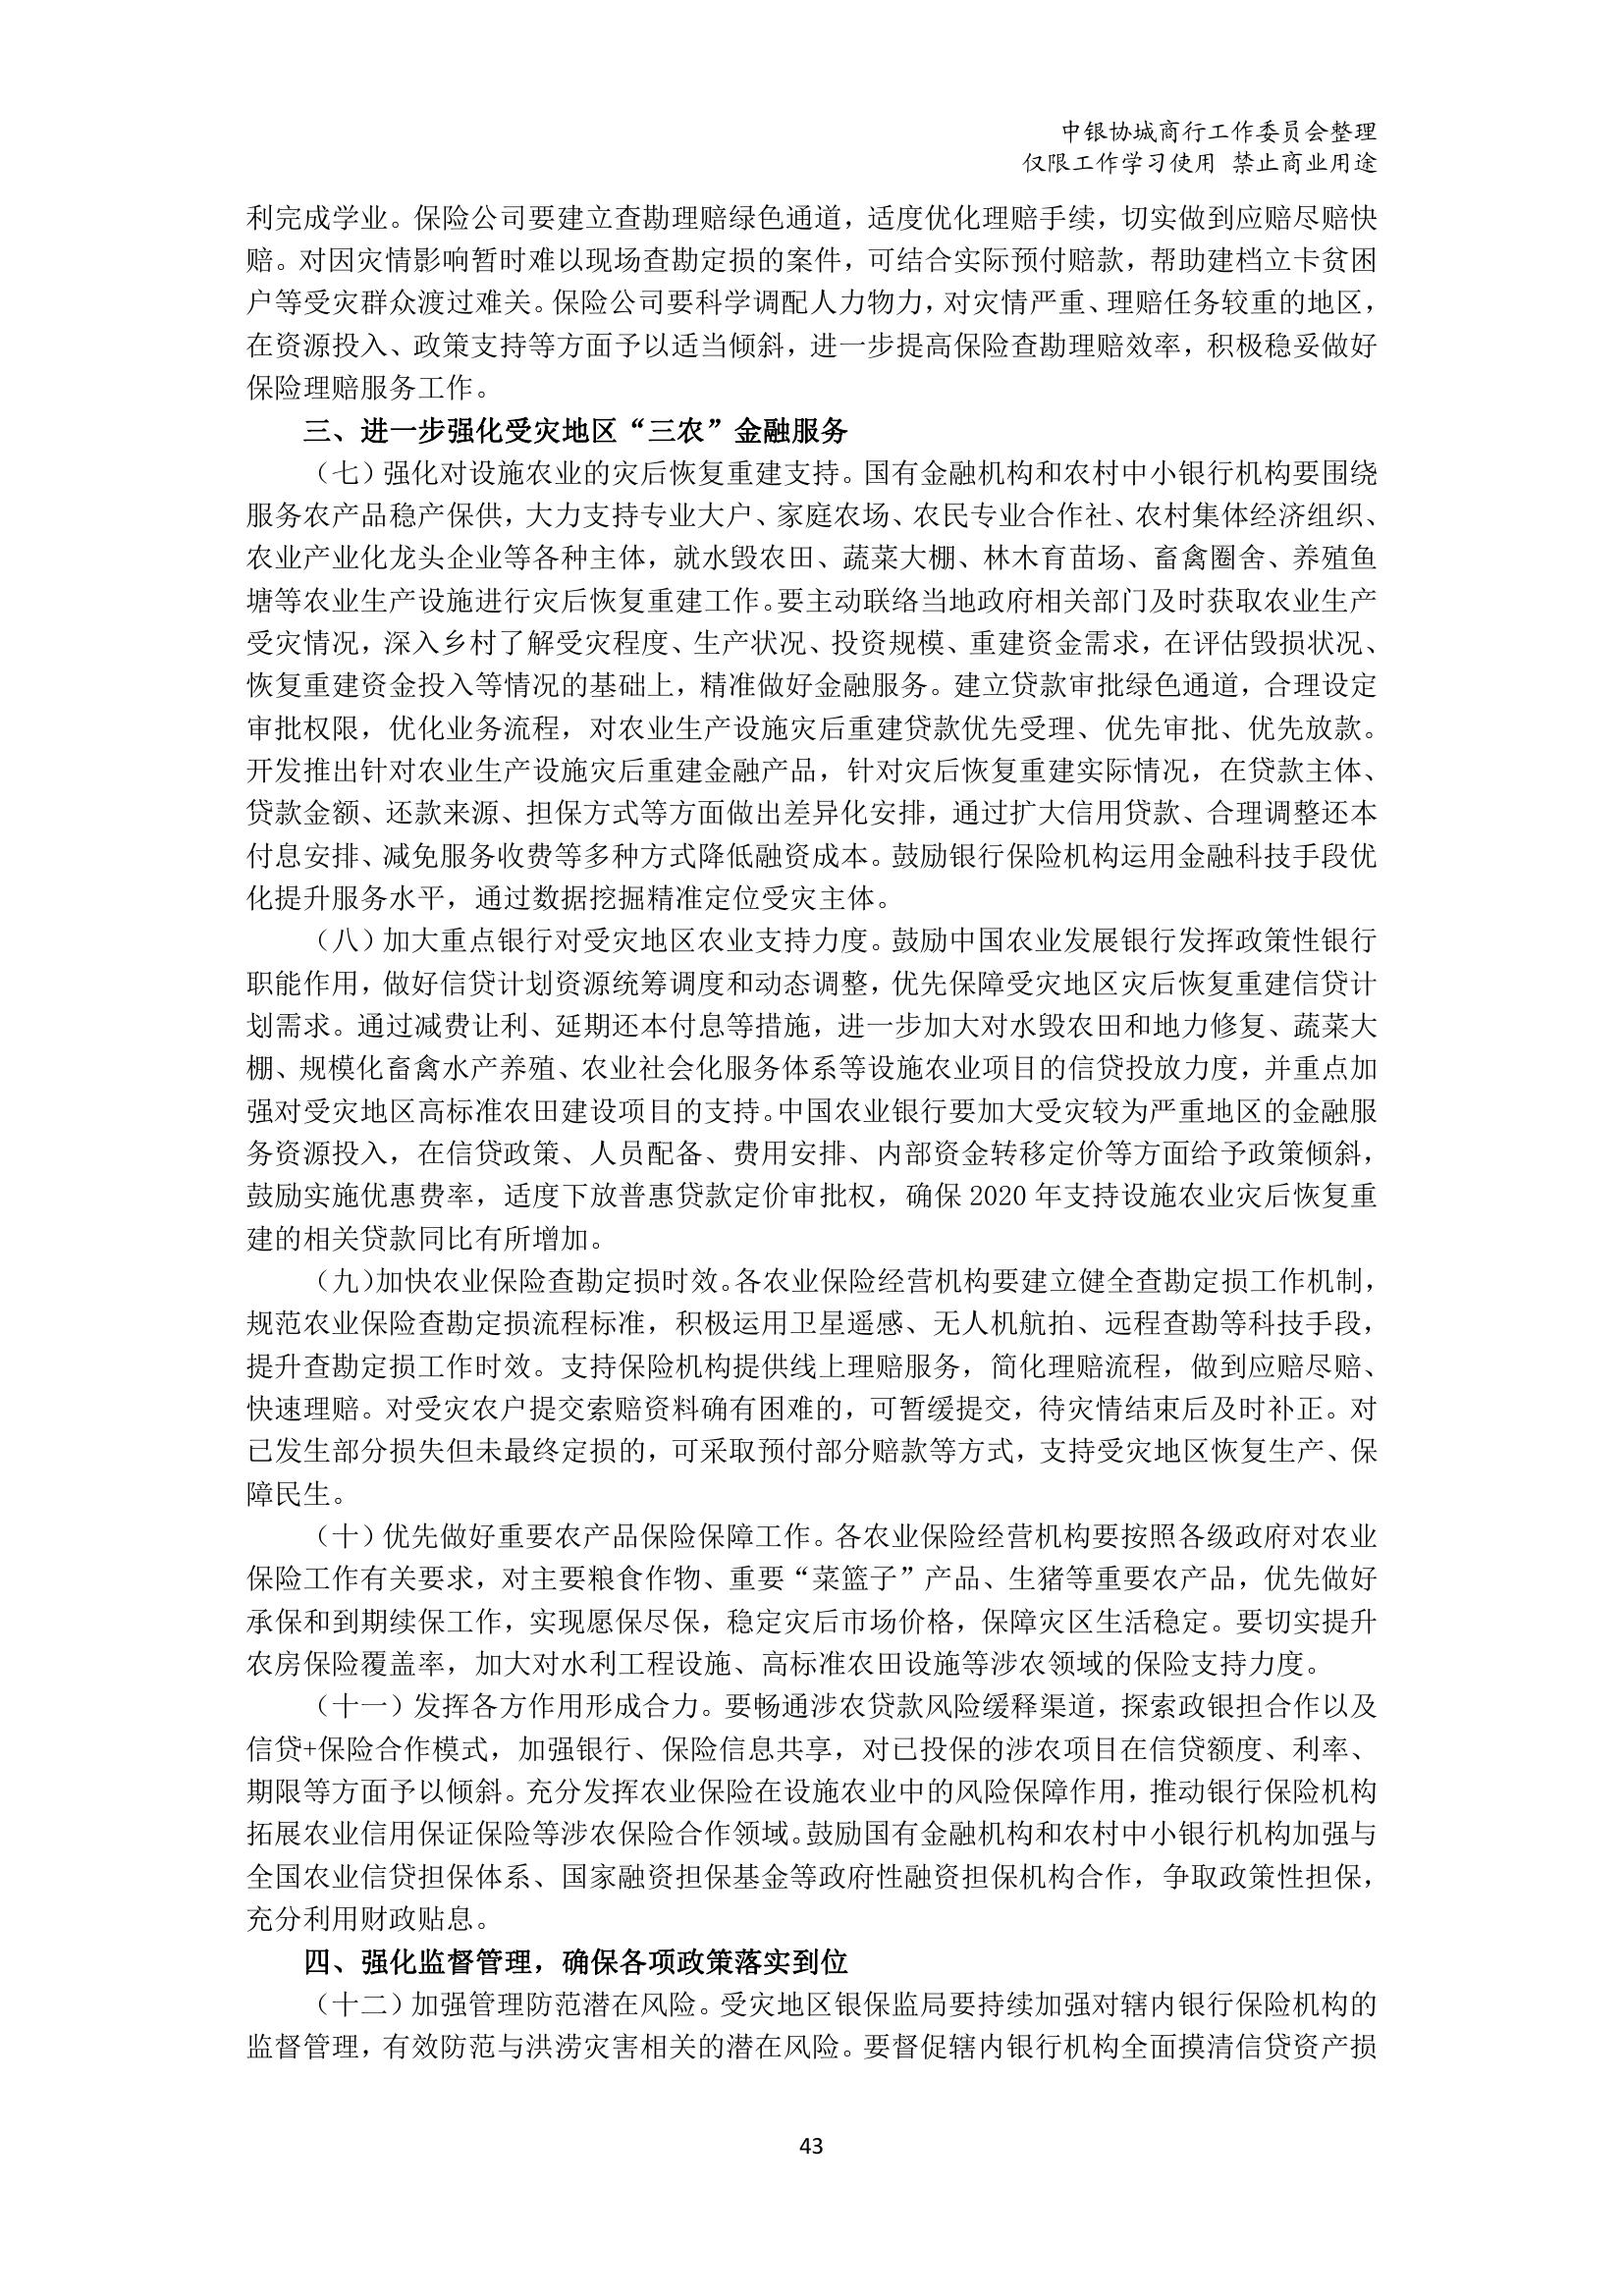 中银协城商行工作委员会整理
仅限工作学习使用 禁止商业用途
利完成学业。保险公司要建立查勘理赔绿色通道，适度优化理赔手续，切实做到应赔尽赔快
赔。对因灾情影响暂时难以现场查勘定损的案件，可结合实际预付赔款，帮助建档立卡贫困
户等受灾群众渡过难关。保险公司要科学调配人力物力，对灾情严重、理赔任务较重的地区，
在资源投入、政策支持等方面予以适当倾斜，进一步提高保险查勘理赔效率，积极稳妥做好
保险理赔服务工作。
三、进一步强化受灾地区“三农”金融服务
（七）强化对设施农业的灾后恢复重建支持。国有金融机构和农村中小银行机构要围绕
服务农产品稳产保供，大力支持专业大户、家庭农场、农民专业合作社、农村集体经济组织、
农业产业化龙头企业等各种主体，就水毁农田、蔬菜大棚、林木育苗场、畜禽圈舍、养殖鱼
塘等农业生产设施进行灾后恢复重建工作。要主动联络当地政府相关部门及时获取农业生产
受灾情况，深入乡村了解受灾程度、生产状况、投资规模、重建资金需求，在评估毁损状况、
恢复重建资金投入等情况的基础上，精准做好金融服务。建立贷款审批绿色通道，合理设定
审批权限，优化业务流程，对农业生产设施灾后重建贷款优先受理、优先审批、优先放款。
开发推出针对农业生产设施灾后重建金融产品，针对灾后恢复重建实际情况，在贷款主体、
贷款金额、还款来源、担保方式等方面做出差异化安排，通过扩大信用贷款、合理调整还本
付息安排、减免服务收费等多种方式降低融资成本。鼓励银行保险机构运用金融科技手段优
化提升服务水平，通过数据挖掘精准定位受灾主体。
（八）加大重点银行对受灾地区农业支持力度。鼓励中国农业发展银行发挥政策性银行
职能作用，做好信贷计划资源统筹调度和动态调整，优先保障受灾地区灾后恢复重建信贷计
划需求。通过减费让利、延期还本付息等措施，进一步加大对水毁农田和地力修复、蔬菜大
棚、规模化畜禽水产养殖、农业社会化服务体系等设施农业项目的信贷投放力度，并重点加
强对受灾地区高标准农田建设项目的支持。中国农业银行要加大受灾较为严重地区的金融服
务资源投入，在信贷政策、人员配备、费用安排、内部资金转移定价等方面给予政策倾斜，
鼓励实施优惠费率，适度下放普惠贷款定价审批权，确保 2020 年支持设施农业灾后恢复重
建的相关贷款同比有所增加。
（九）加快农业保险查勘定损时效。各农业保险经营机构要建立健全查勘定损工作机制，
规范农业保险查勘定损流程标准，积极运用卫星遥感、无人机航拍、远程查勘等科技手段，
提升查勘定损工作时效。支持保险机构提供线上理赔服务，简化理赔流程，做到应赔尽赔、
快速理赔。对受灾农户提交索赔资料确有困难的，可暂缓提交，待灾情结束后及时补正。对
已发生部分损失但未最终定损的，可采取预付部分赔款等方式，支持受灾地区恢复生产、保
障民生。
（十）优先做好重要农产品保险保障工作。各农业保险经营机构要按照各级政府对农业
保险工作有关要求，对主要粮食作物、重要“菜篮子”产品、生猪等重要农产品，优先做好
承保和到期续保工作，实现愿保尽保，稳定灾后市场价格，保障灾区生活稳定。要切实提升
农房保险覆盖率，加大对水利工程设施、高标准农田设施等涉农领域的保险支持力度。
（十一）发挥各方作用形成合力。要畅通涉农贷款风险缓释渠道，探索政银担合作以及
信贷+保险合作模式，加强银行、保险信息共享，对已投保的涉农项目在信贷额度、利率、
期限等方面予以倾斜。充分发挥农业保险在设施农业中的风险保障作用，推动银行保险机构
拓展农业信用保证保险等涉农保险合作领域。鼓励国有金融机构和农村中小银行机构加强与
全国农业信贷担保体系、国家融资担保基金等政府性融资担保机构合作，争取政策性担保，
充分利用财政贴息。
四、强化监督管理，确保各项政策落实到位
（十二）加强管理防范潜在风险。受灾地区银保监局要持续加强对辖内银行保险机构的
监督管理，有效防范与洪涝灾害相关的潜在风险。要督促辖内银行机构全面摸清信贷资产损
43